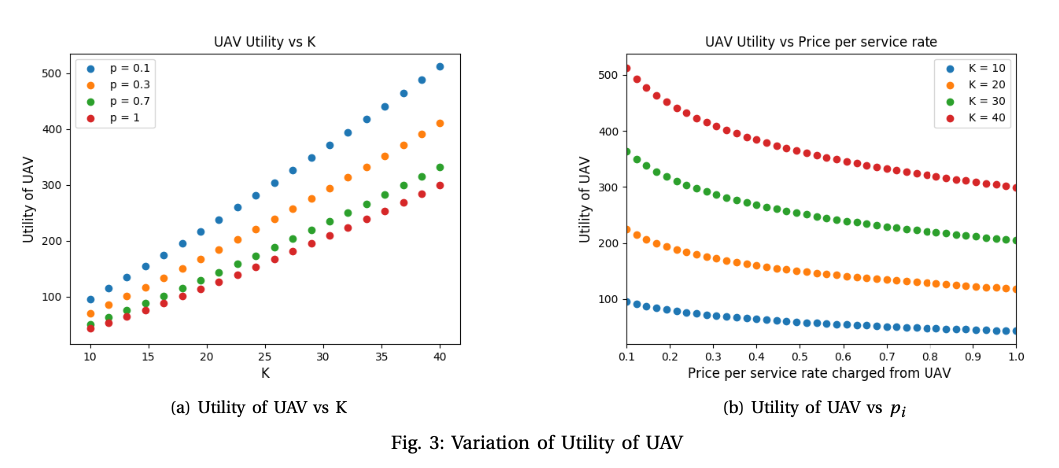 UAV Utility vs K
Utility of UAV
500
400
300
200
100
p = 0.1
p = 0.3
p = 0.7
p = 1
10 15 20 25 30 35 40
K
(a) Utility of UAV vs K
UAV Utility vs Price per service rate
Utility of UAV
500
400
300
200
100
K = 10
K = 20
K = 30
K = 40
0.1 0.2 0.3 0.4 0.5 0.6 0.7 0.8 0.9 1.0
Price per service rate charged from UAV
(b) Utility of UAV vs pᵢ
Fig. 3: Variation of Utility of UAV